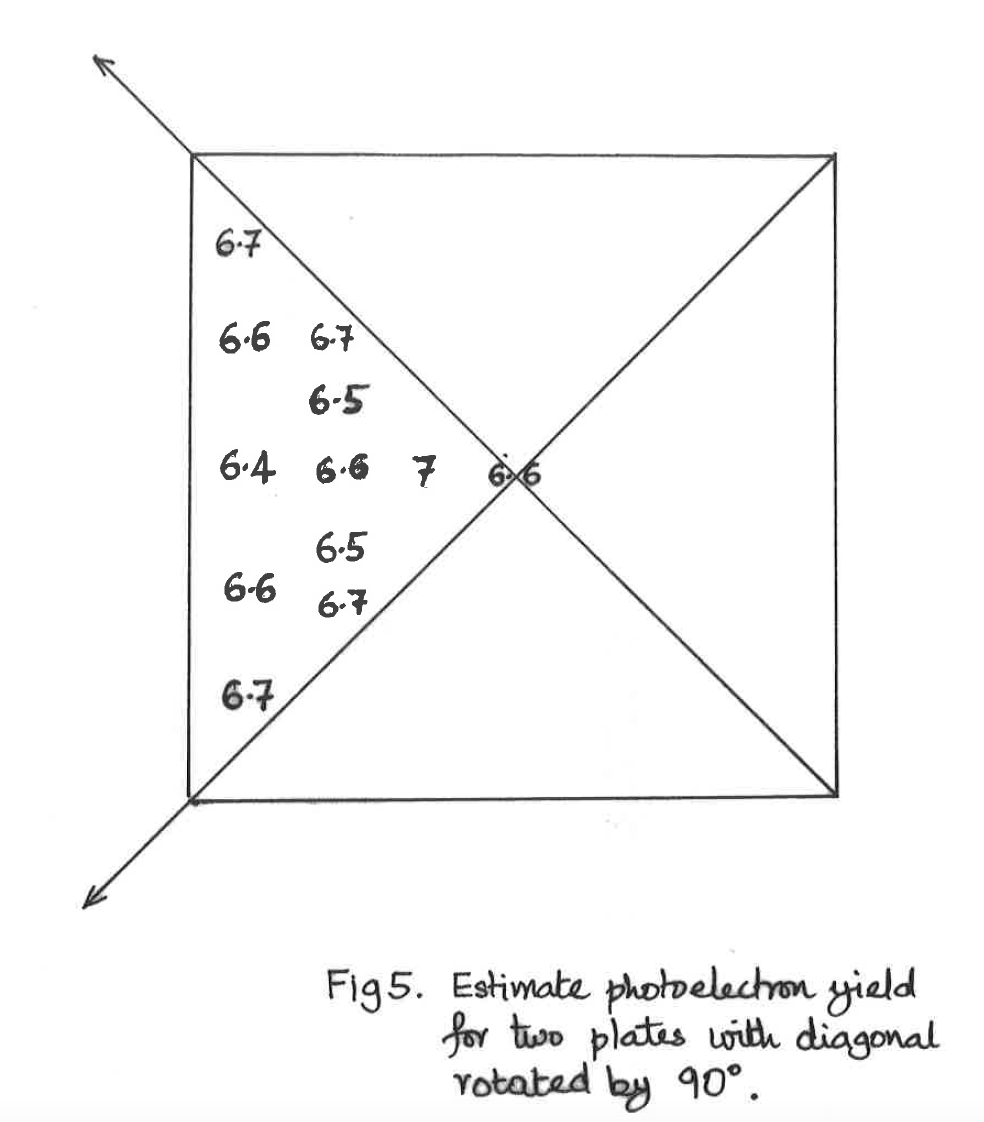 6.7
6.6 6.7
6.5
6.4 6.6 7 6.6
6.5
6.6 6.7
6.7
Fig 5. Estimate photoelectron yield
for two plates with diagonal
rotated by 90°.